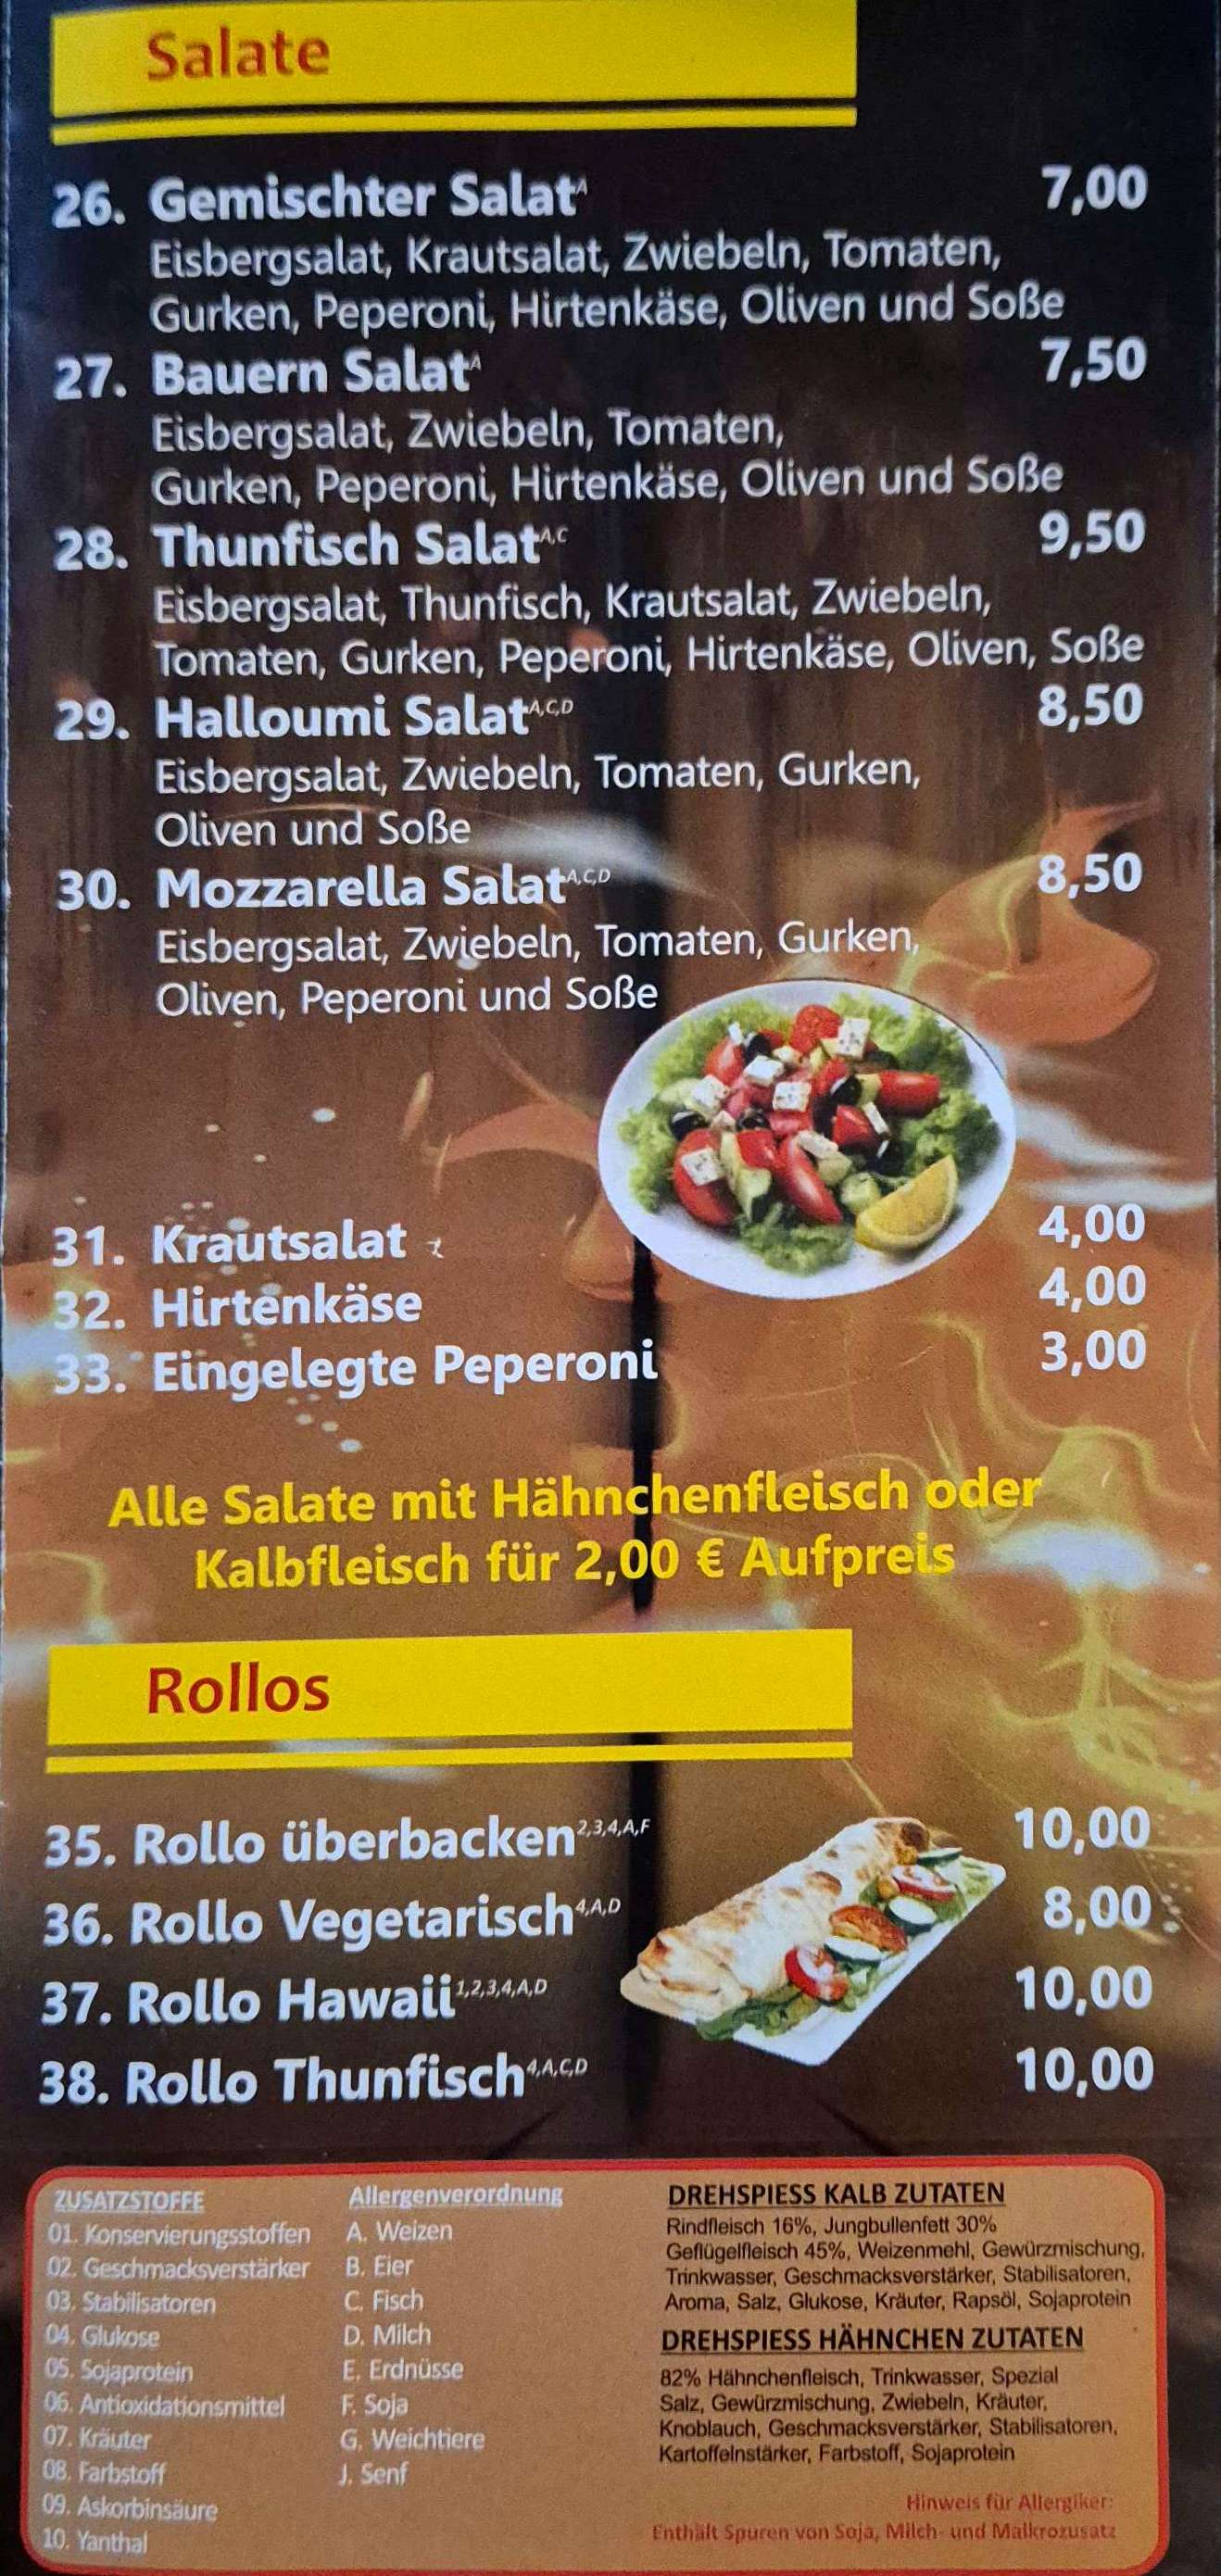 Salate
26. Gemischter Salat A 7,00
Eisbergsalat, Krautsalat, Zwiebeln, Tomaten,
Gurken, Peperoni, Hirtenkäse, Oliven und Soße
27. Bauern Salat A 7,50
Eisbergsalat, Zwiebeln, Tomaten,
Gurken, Peperoni, Hirtenkäse, Oliven und Soße
28. Thunfisch Salat A,C 9,50
Eisbergsalat, Thunfisch, Krautsalat, Zwiebeln,
Tomaten, Gurken, Peperoni, Hirtenkäse, Oliven, Soße
29. Halloumi Salat A,C,D 8,50
Eisbergsalat, Zwiebeln, Tomaten, Gurken,
Oliven und Soße
30. Mozzarella Salat A,C,D 8,50
Eisbergsalat, Zwiebeln, Tomaten, Gurken,
Oliven, Peperoni und Soße
31. Krautsalat 4,00
32. Hirtenkäse 4,00
33. Eingelegte Peperoni 3,00
Alle Salate mit Hähnchenfleisch oder
Kalbfleisch für 2,00 € Aufpreis
Rollos
35. Rollo überbacken 2,3,4,A,F 10,00
36. Rollo Vegetarisch 4,A,D 8,00
37. Rollo Hawaii 1,2,3,4,A,D 10,00
38. Rollo Thunfisch 4,A,C,D 10,00
ZUSATZSTOFFE
01. Konservierungsstoffen
02. Geschmacksverstärker
03. Stabilisatoren
04. Glukose
05. Sojaprotein
06. Antioxidationsmittel
07. Kräuter
08. Farbstoff
09. Askorbinsäure
10. Yanthal
Allergenverordnung
A. Weizen
B. Eier
C. Fisch
D. Milch
E. Erdnüsse
F. Soja
G. Weichtiere
J. Senf
DREHSPIESS KALB ZUTATEN
Rindfleisch 16%, Jungbullenfett 30%
Geflügelfleisch 45%, Weizenmehl, Gewürzmischung,
Trinkwasser, Geschmacksverstärker, Stabilisatoren,
Aroma, Salz, Glukose, Kräuter, Rapsöl, Sojaprotein
DREHSPIESS HÄHNCHEN ZUTATEN
82% Hähnchenfleisch, Trinkwasser, Spezial
Salz, Gewürzmischung, Zwiebeln, Kräuter,
Knoblauch, Geschmacksverstärker, Stabilisatoren,
Kartoffelnstärker, Farbstoff, Sojaprotein
Hinweis für Allergiker:
Enthält Spuren von Soja, Milch- und Malkrozusatz